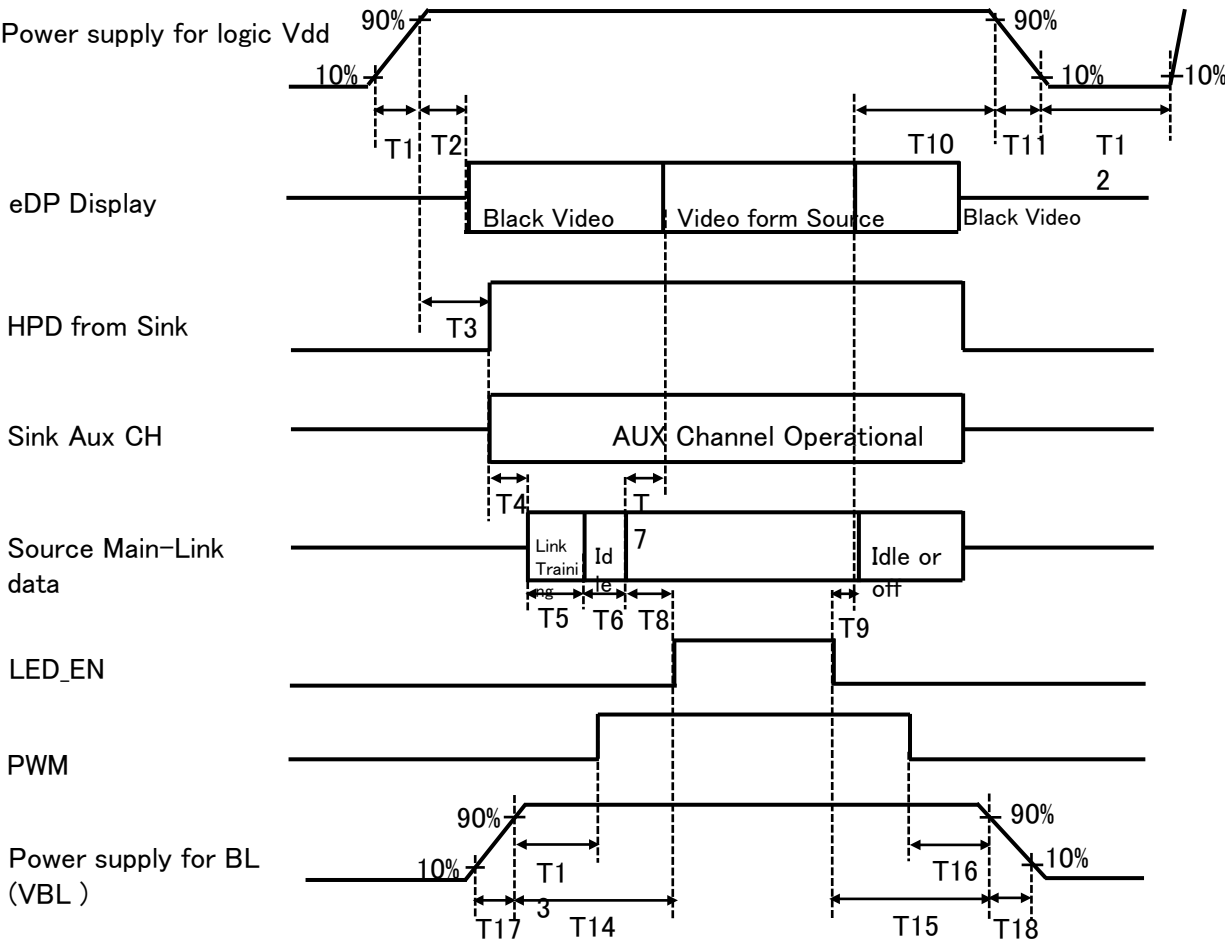 90%
90%
Power supply for logic Vdd
10%
10%
10%
T1
T2
T10
T11
T1
2
eDP Display
Black Video
Video form Source
Black Video
T3
HPD from Sink
Sink Aux CH
AUX Channel Operational
T4
T
7
Source Main-Link
data
Link
Traini
ng
Id
le
Idle or
off
T5
T6
T8
T9
LED_EN
PWM
90%
90%
Power supply for BL
(VBL )
10%
10%
T1
3
T16
T17
T14
T15
T18